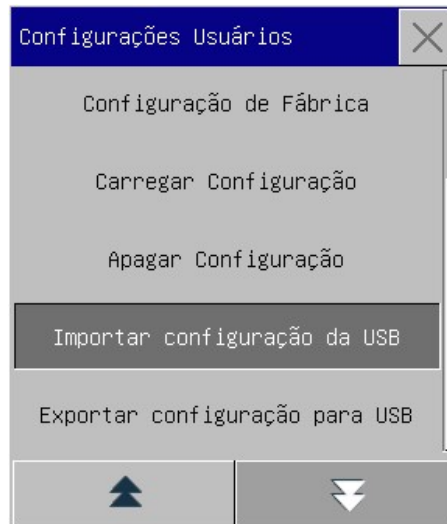 Configurações Usuários
Configuração de Fábrica
Carregar Configuração
Apagar Configuração
Importar configuração da USB
Exportar configuração para USB